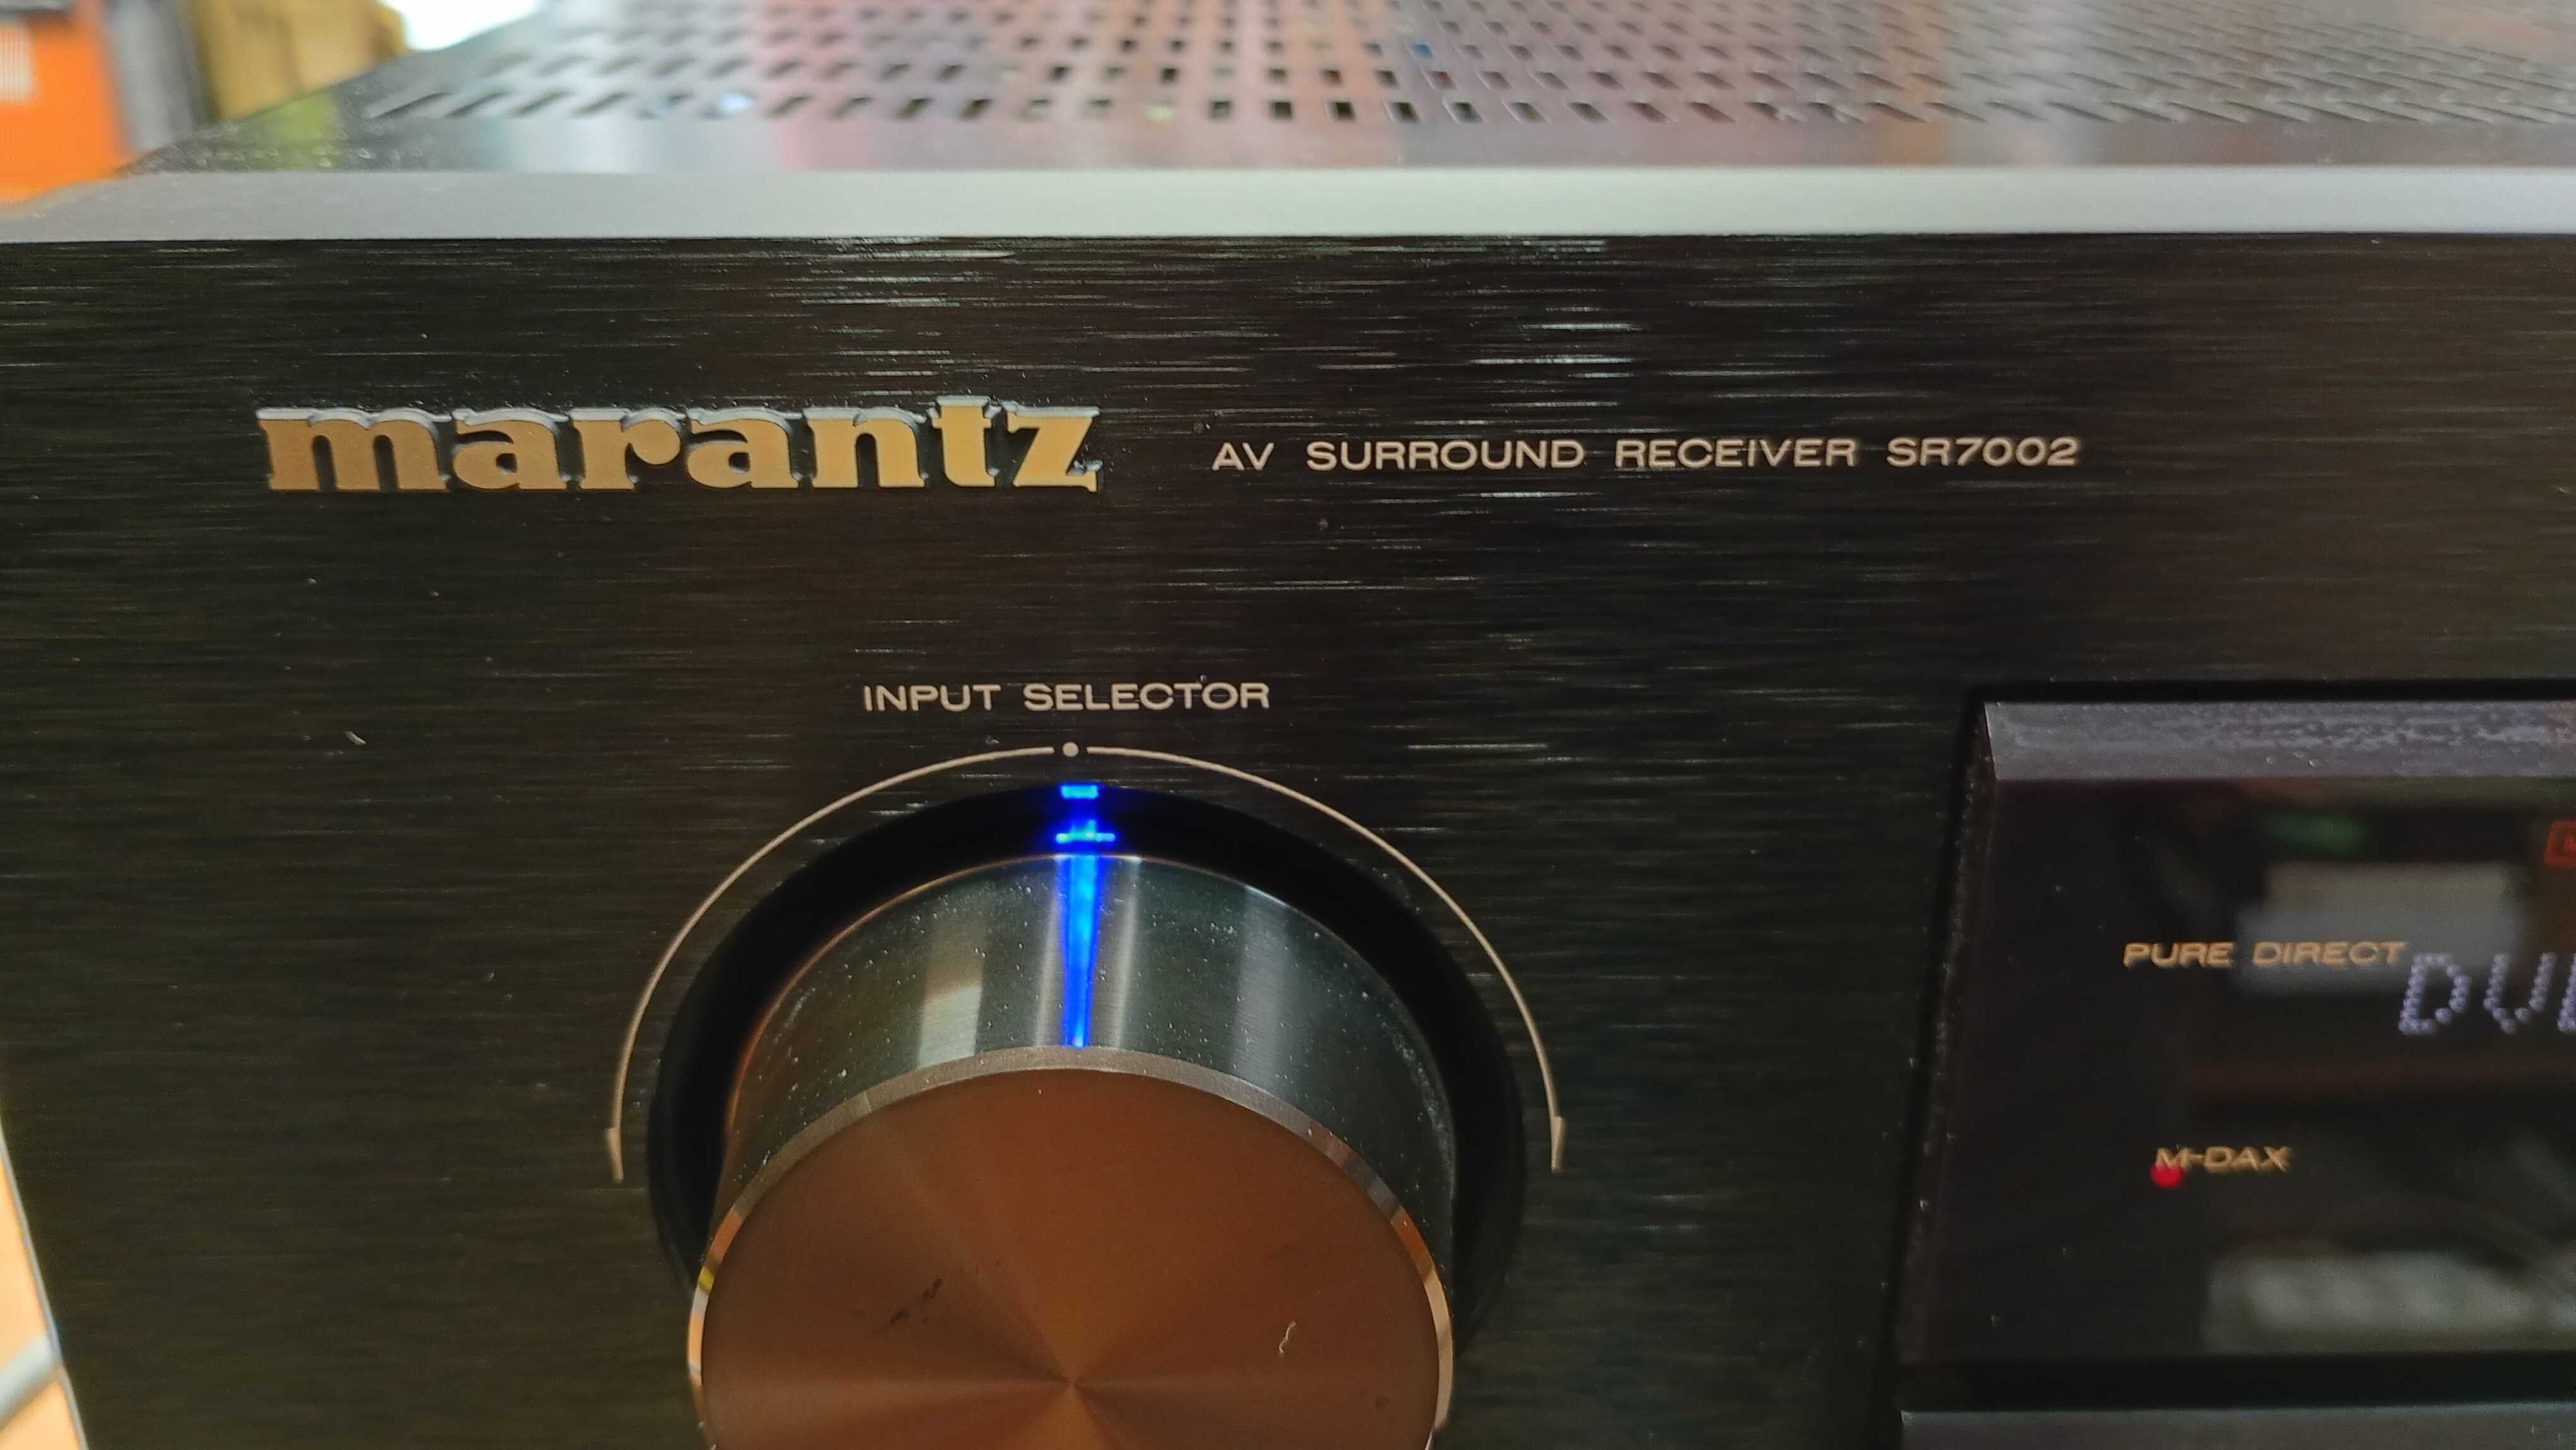 marantz AV SURROUND RECEIVER SR7002
INPUT SELECTOR
PURE DIRECT
M-DAX